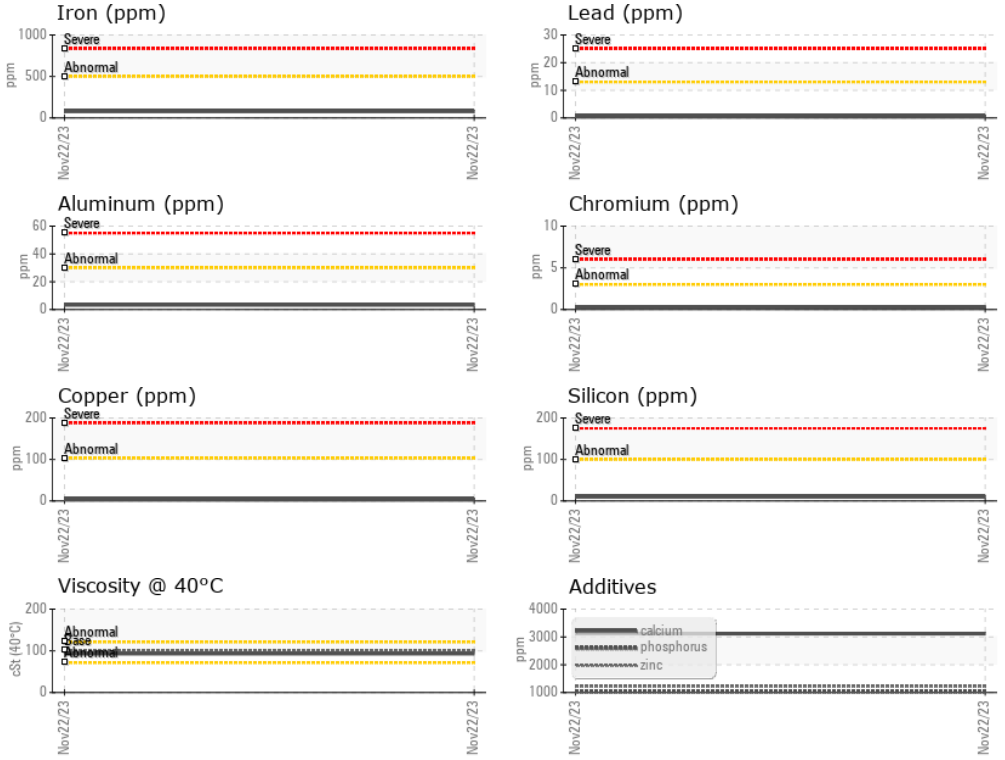 Iron (ppm)
1000
500
0
ppm
Severe
Abnormal
Nov22/23
Nov22/23
Lead (ppm)
30
20
10
0
ppm
Severe
Abnormal
Nov22/23
Nov22/23
Aluminum (ppm)
60
40
20
0
ppm
Severe
Abnormal
Nov22/23
Nov22/23
Chromium (ppm)
10
5
0
ppm
Severe
Abnormal
Nov22/23
Nov22/23
Copper (ppm)
200
100
0
ppm
Severe
Abnormal
Nov22/23
Nov22/23
Silicon (ppm)
200
100
0
ppm
Severe
Abnormal
Nov22/23
Nov22/23
Viscosity @ 40°C
200
100
0
cSt (40°C)
Abnormal
Base
Abnormal
Nov22/23
Nov22/23
Additives
4000
3000
2000
1000
ppm
calcium
phosphorus
zinc
Nov22/23
Nov22/23